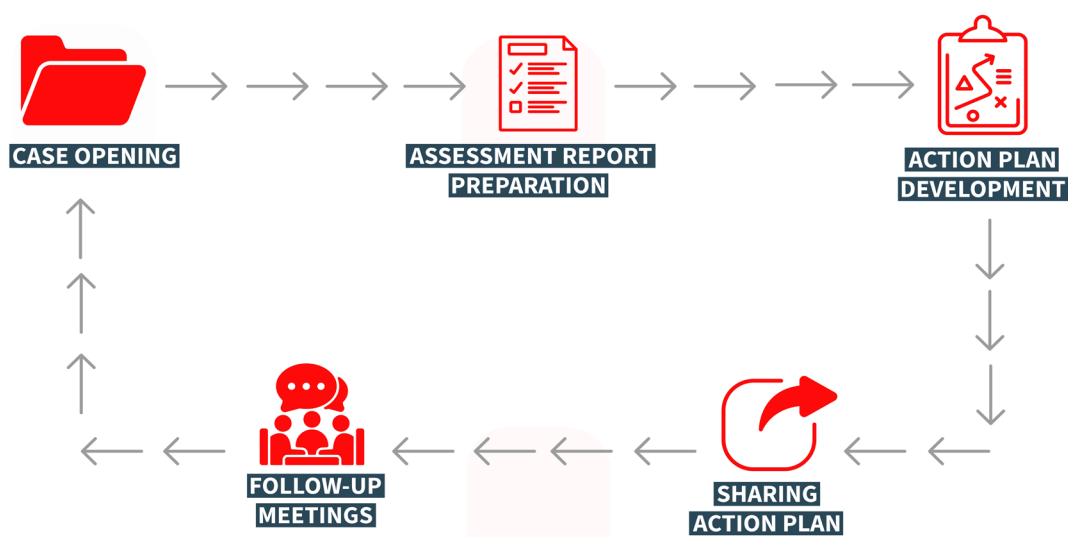 CASE OPENING
ASSESSMENT REPORT
PREPARATION
ACTION PLAN
DEVELOPMENT
SHARING
ACTION PLAN
FOLLOW-UP
MEETINGS